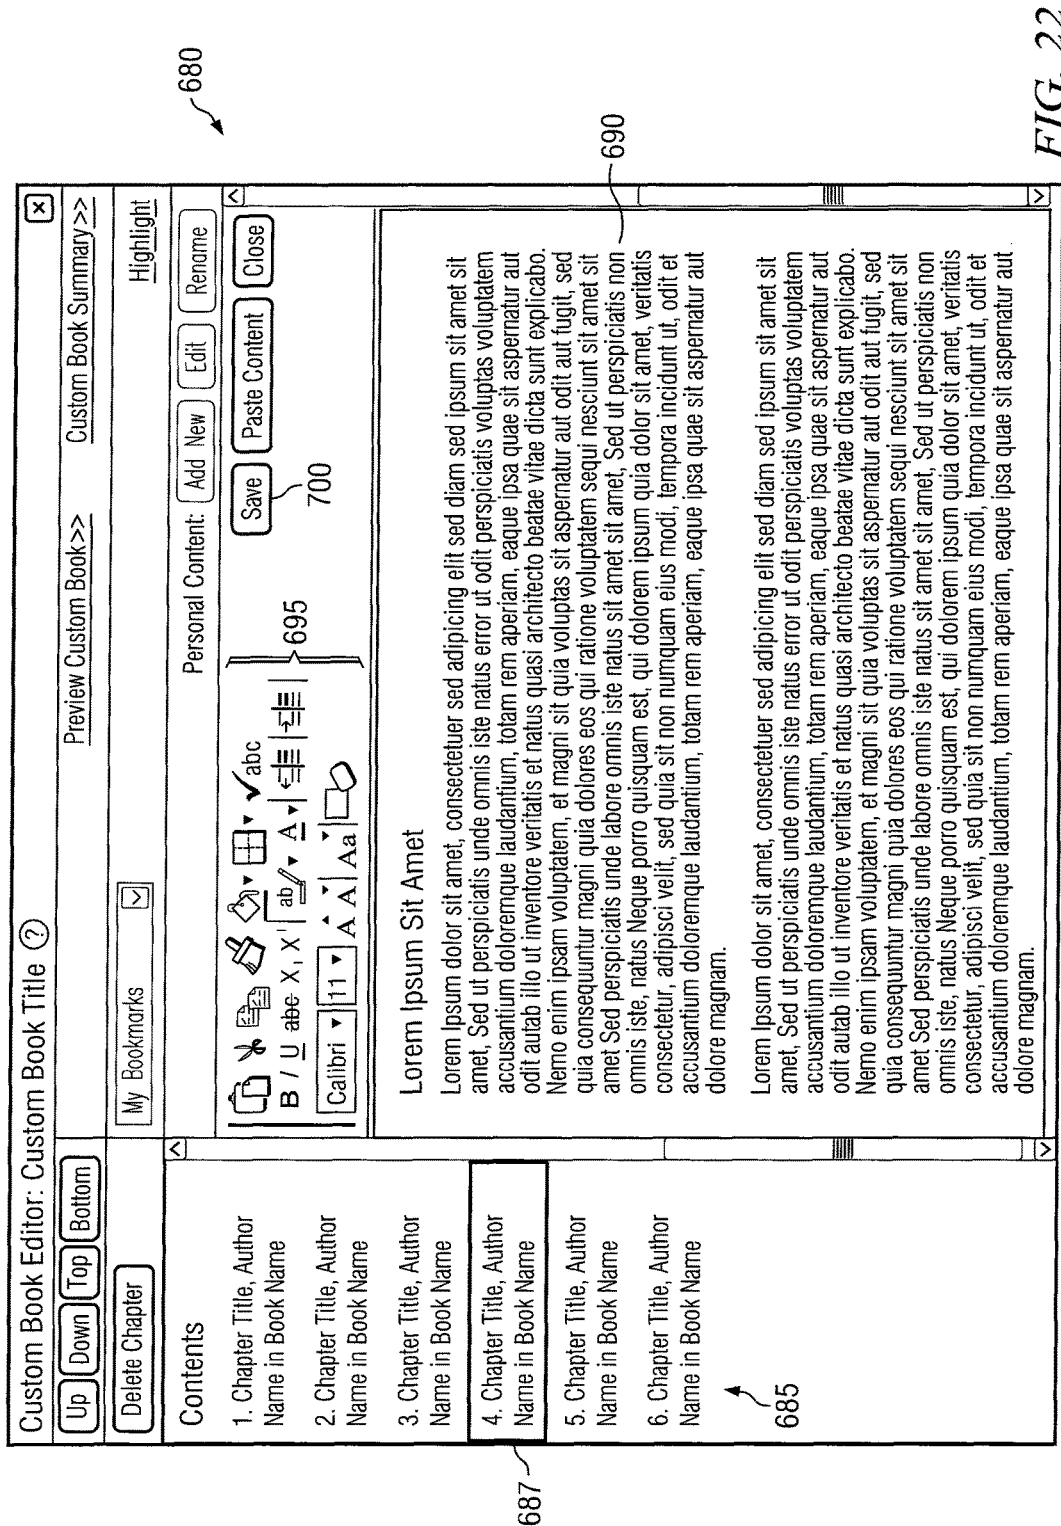 Custom Book Editor: Custom Book Title ?
Up Down Top Bottom
Preview Custom Book>>
Custom Book Summary>>
Delete Chapter
My Bookmarks
Highlight
Contents
1. Chapter Title, Author
Name in Book Name
2. Chapter Title, Author
Name in Book Name
3. Chapter Title, Author
Name in Book Name
4. Chapter Title, Author
Name in Book Name
5. Chapter Title, Author
Name in Book Name
6. Chapter Title, Author
Name in Book Name
685
687
Personal Content: Add New Edit Rename
abc
B I U abc X, X' ab A
Calibri 11 A A Aa
695
Save Paste Content Close
700
Lorem Ipsum Sit Amet
Lorem Ipsum dolor sit amet, consectetuer sed adipicing elit sed diam sed ipsum sit amet sit
amet, Sed ut perspiciatis unde omnis iste natus error ut odit perspiciatis voluptas voluptatem
accusantium doloremque laudantium, totam rem aperiam, eaque ipsa quae sit aspernatur aut
odit autab illo ut inventore veritatis et natus quasi architecto beatae vitae dicta sunt explicabo.
Nemo enim ipsam voluptatem, et magni sit quia voluptas sit aspernatur aut odit aut fugit, sed
quia consequuntur magni quia dolores eos qui ratione voluptatem sequi nesciunt sit amet sit
amet Sed perspiciatis unde labore omnis iste natus sit amet sit amet, Sed ut perspiciatis non
omnis iste, natus Neque porro quisquam est, qui dolorem ipsum quia dolor sit amet, veritatis
consectetur, adipisci velit, sed quia sit non numquam eius modi, tempora incidunt ut, odit et
accusantium doloremque laudantium, totam rem aperiam, eaque ipsa quae sit aspernatur aut
dolore magnam.
Lorem Ipsum dolor sit amet, consectetuer sed adipicing elit sed diam sed ipsum sit amet sit
amet, Sed ut perspiciatis unde omnis iste natus error ut odit perspiciatis voluptas voluptatem
accusantium doloremque laudantium, totam rem aperiam, eaque ipsa quae sit aspernatur aut
odit autab illo ut inventore veritatis et natus quasi architecto beatae vitae dicta sunt explicabo.
Nemo enim ipsam voluptatem, et magni sit quia voluptas sit aspernatur aut odit aut fugit, sed
quia consequuntur magni quia dolores eos qui ratione voluptatem sequi nesciunt sit amet sit
amet Sed perspiciatis unde labore omnis iste natus sit amet sit amet, Sed ut perspiciatis non
omnis iste, natus Neque porro quisquam est, qui dolorem ipsum quia dolor sit amet, veritatis
consectetur, adipisci velit, sed quia sit non numquam eius modi, tempora incidunt ut, odit et
accusantium doloremque laudantium, totam rem aperiam, eaque ipsa quae sit aspernatur aut
dolore magnam.
680
690
FIG. 22